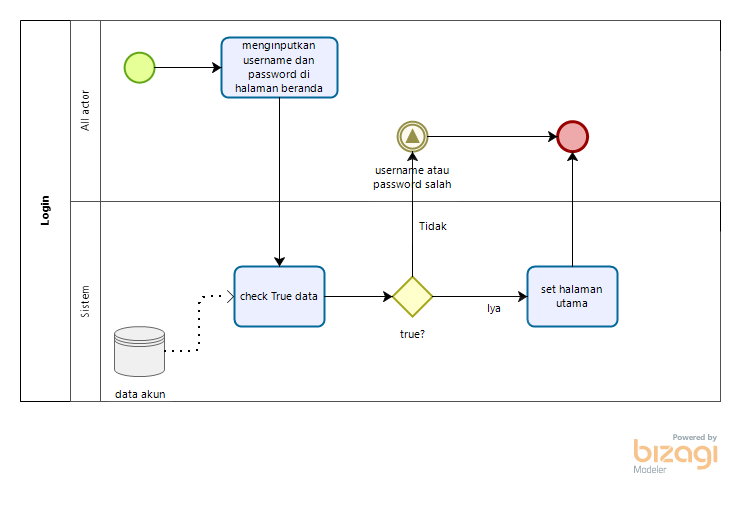 Login
All actor
menginputkan
username dan
password di
halaman beranda
username atau
password salah
Sistem
Tidak
check True data
Iya
true?
set halaman
utama
data akun
Powered by
bizagi
Modeler